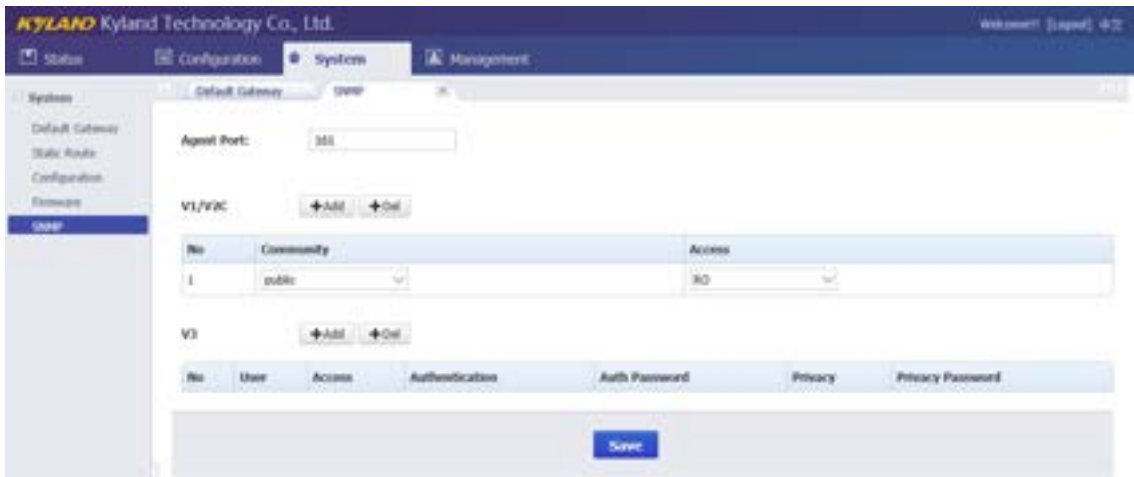 KYLAND Kyland Technology Co., Ltd.
Welcome!!! [Logout] 中文
Status Configuration System Management
System
Default Gateway
Static Route
Configuration
Firmware
SNMP
Default Gateway SNMP
Agent Port: 161
V1/V2C +Add +Del
No Community Access
1 public RO
V3 +Add +Del
No User Access Authentication Auth Password Privacy Privacy Password
Save